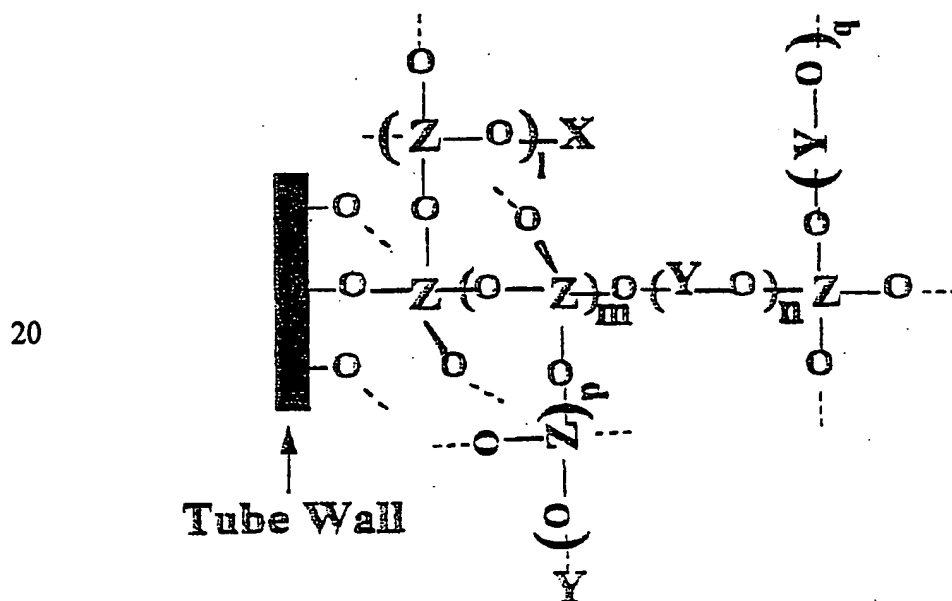 O O
( Z O ) l X ( Y
O O O O
20 O Z ( O Z ) m O ( Y O ) n Z O
O O O O
O Z
( O
Tube Wall
Y